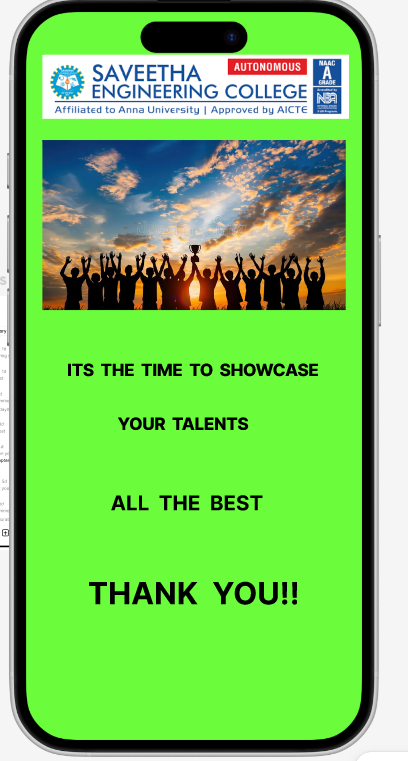 SAVEETHA
AUTONOMOUS
ENGINEERING COLLEGE
Affiliated to Anna University | Approved by AICTE
NAAC
A
GRADE
NBA
ITS THE TIME TO SHOWCASE
YOUR TALENTS
ALL THE BEST
THANK YOU!!